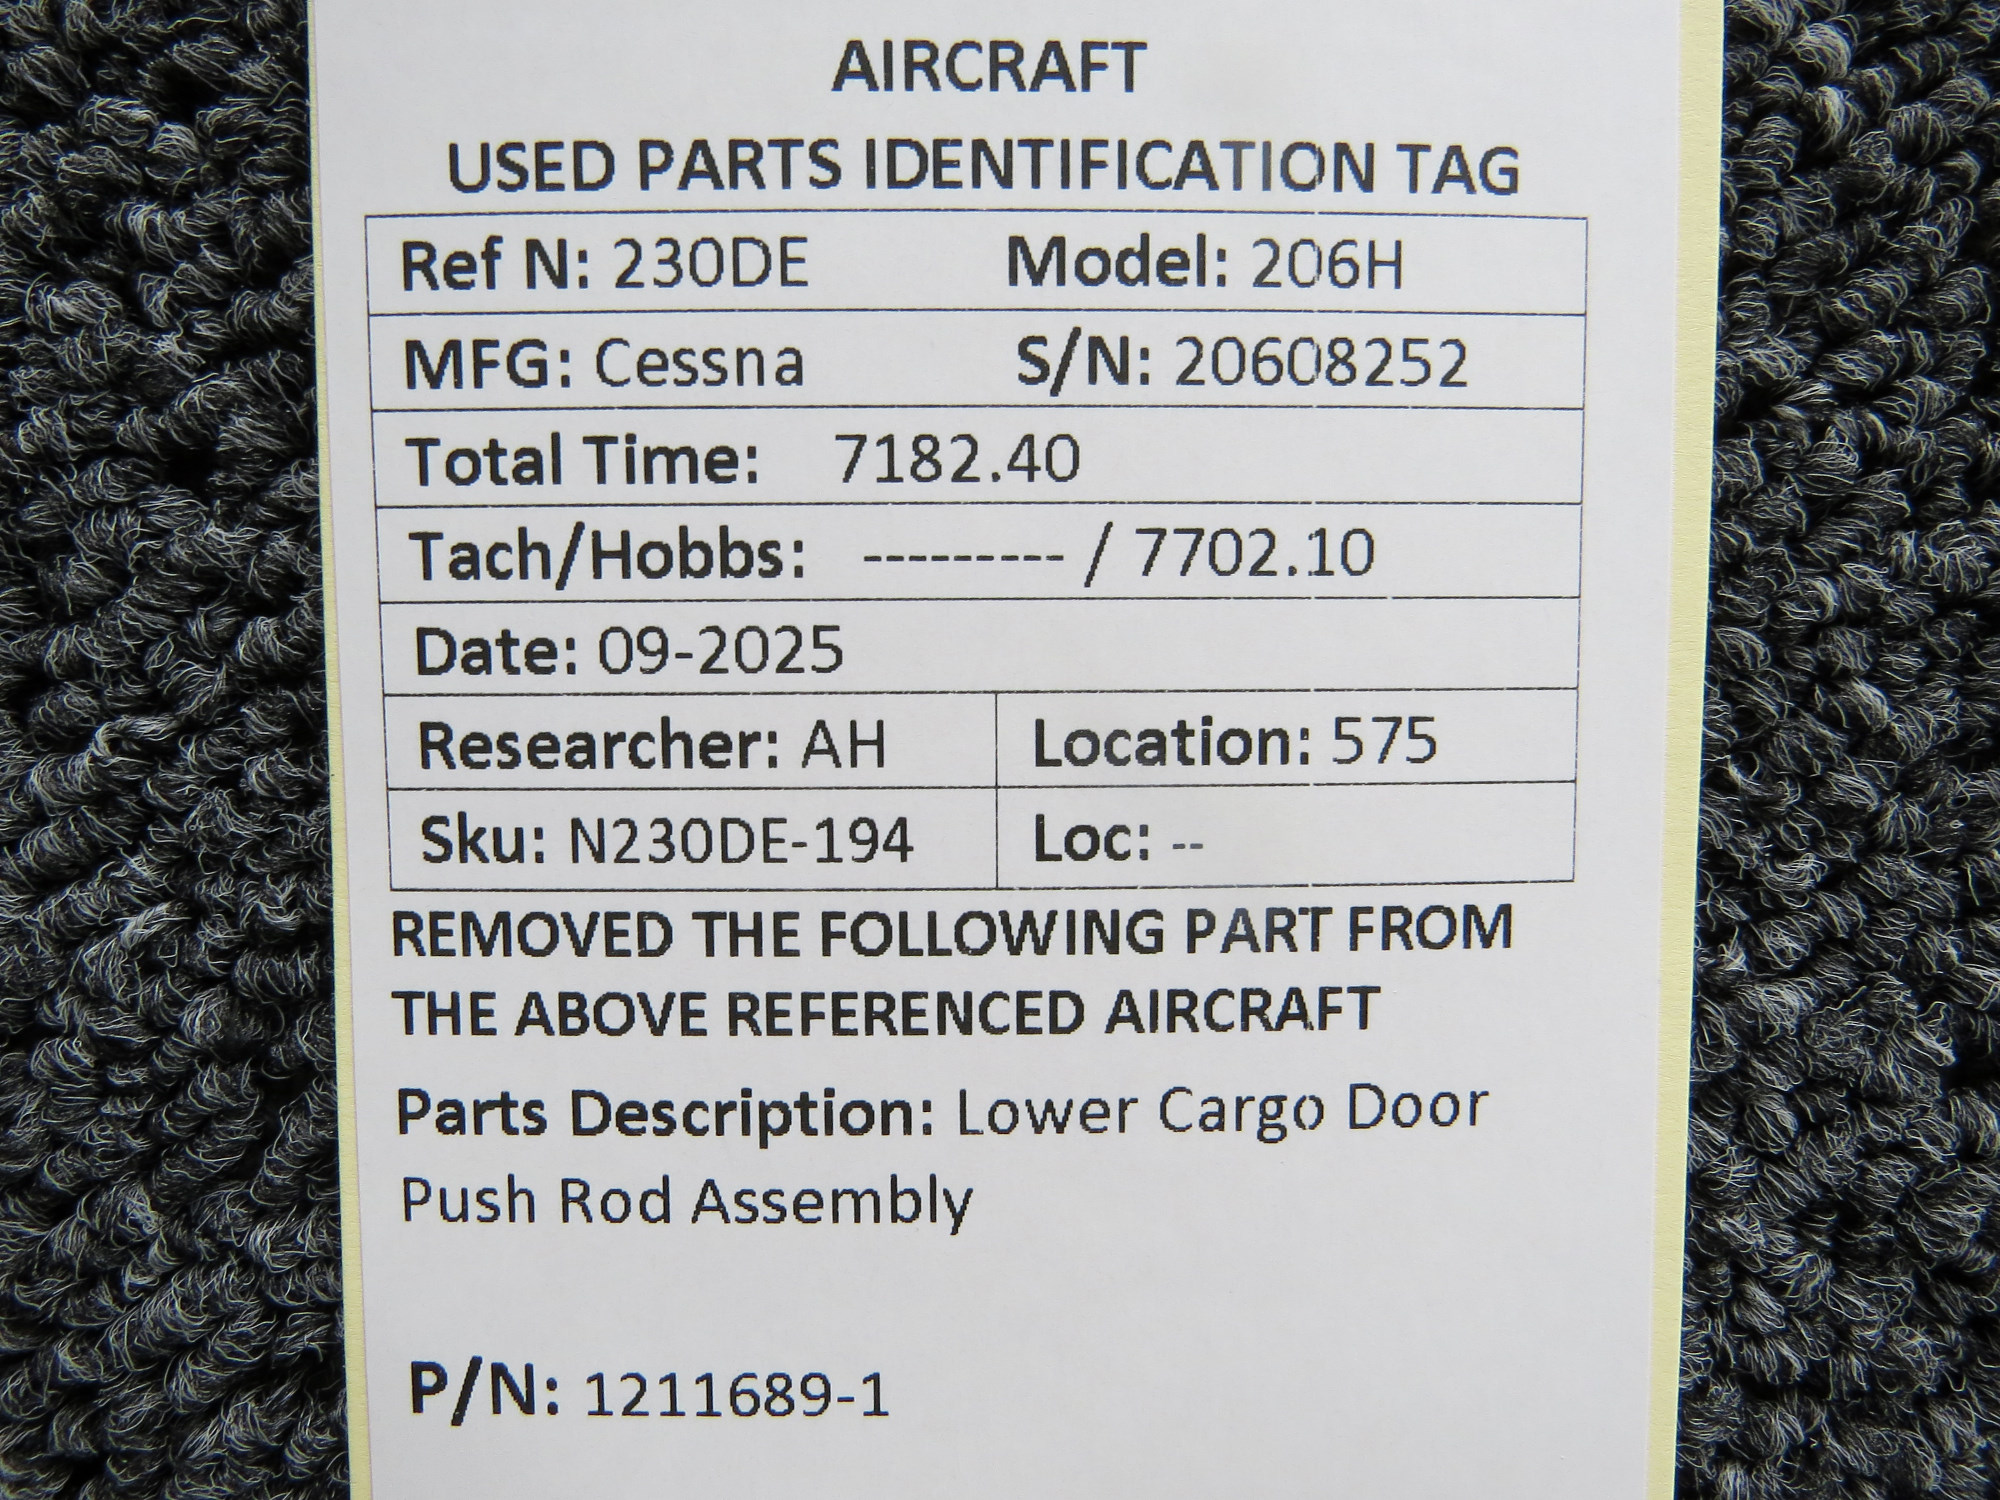 AIRCRAFT
USED PARTS IDENTIFICATION TAG
Ref N: 230DE Model: 206H
MFG: Cessna S/N: 20608252
Total Time: 7182.40
Tach/Hobbs: --------- / 7702.10
Date: 09-2025
Researcher: AH Location: 575
Sku: N230DE-194 Loc: --
REMOVED THE FOLLOWING PART FROM
THE ABOVE REFERENCED AIRCRAFT
Parts Description: Lower Cargo Door
Push Rod Assembly
P/N: 1211689-1